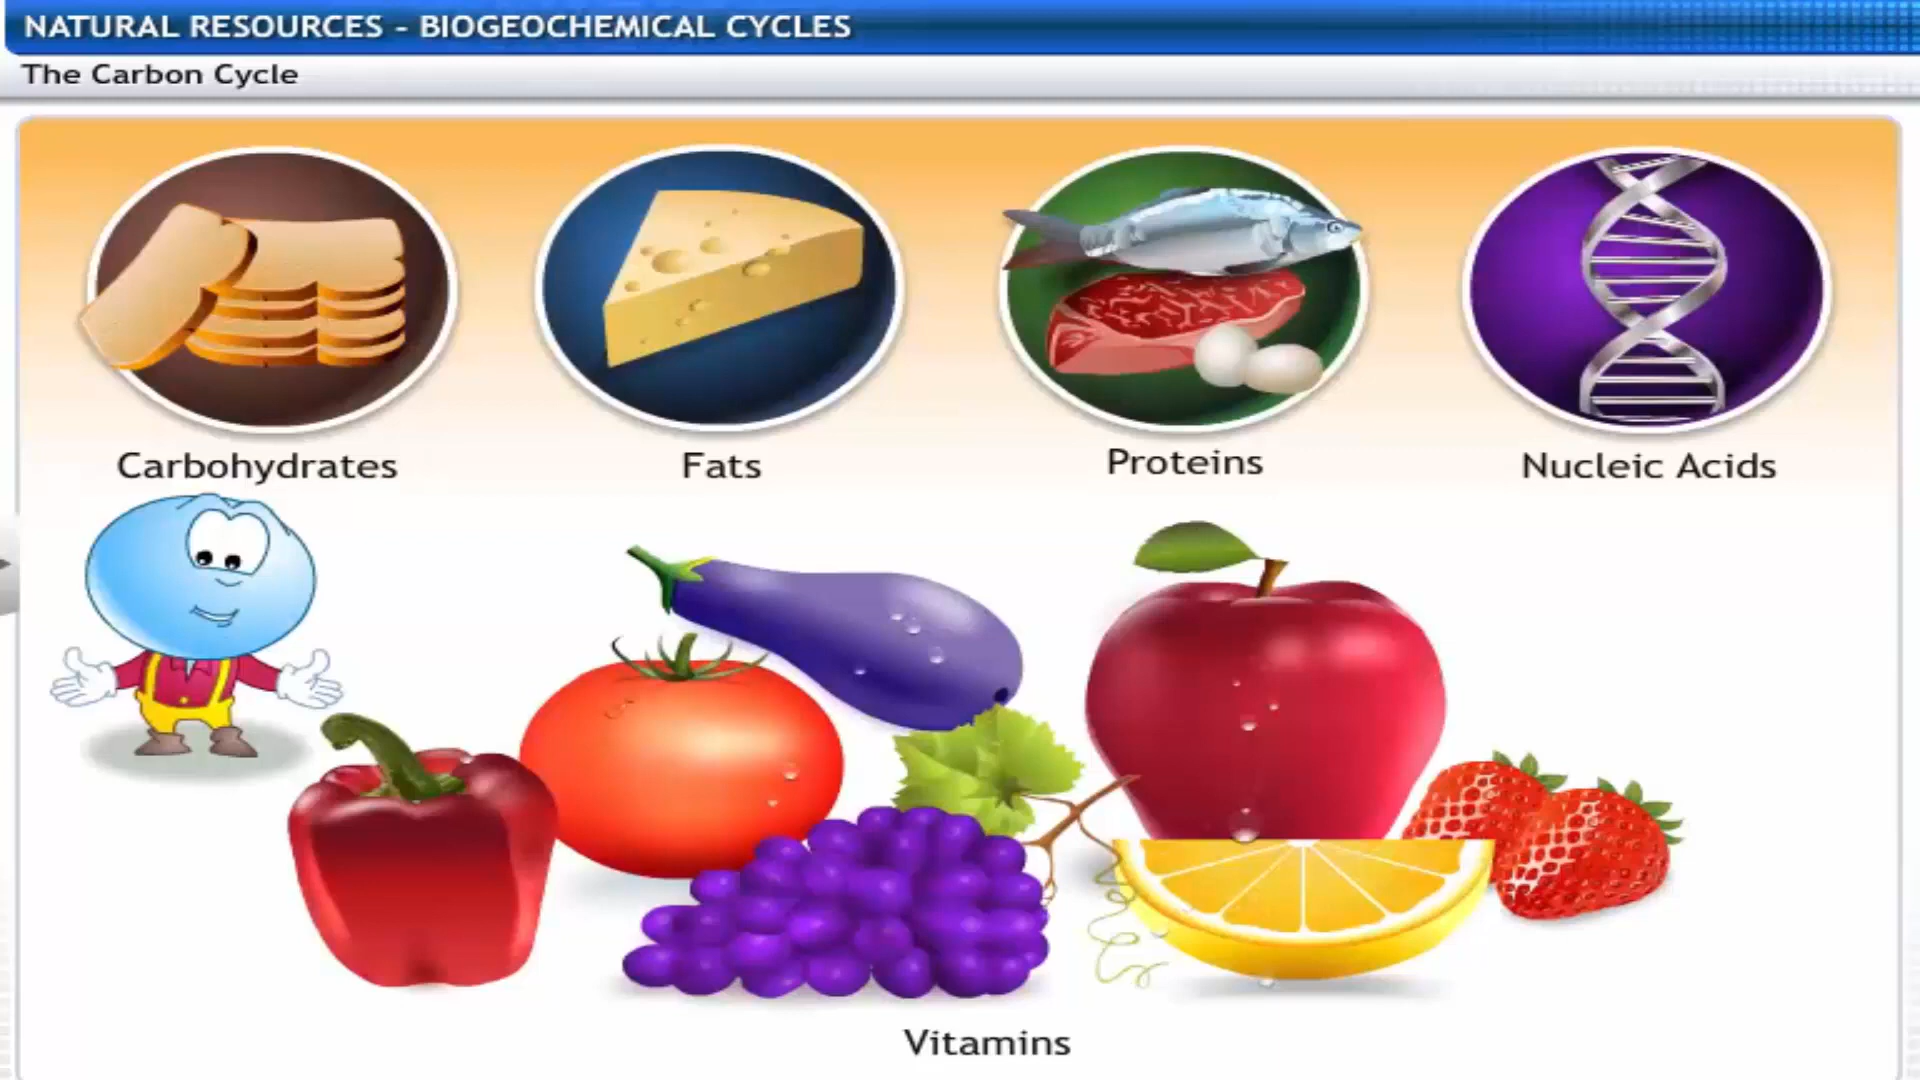 NATURAL RESOURCES - BIOGEOCHEMICAL CYCLES
The Carbon Cycle
Carbohydrates
Fats
Proteins
Nucleic Acids
Vitamins